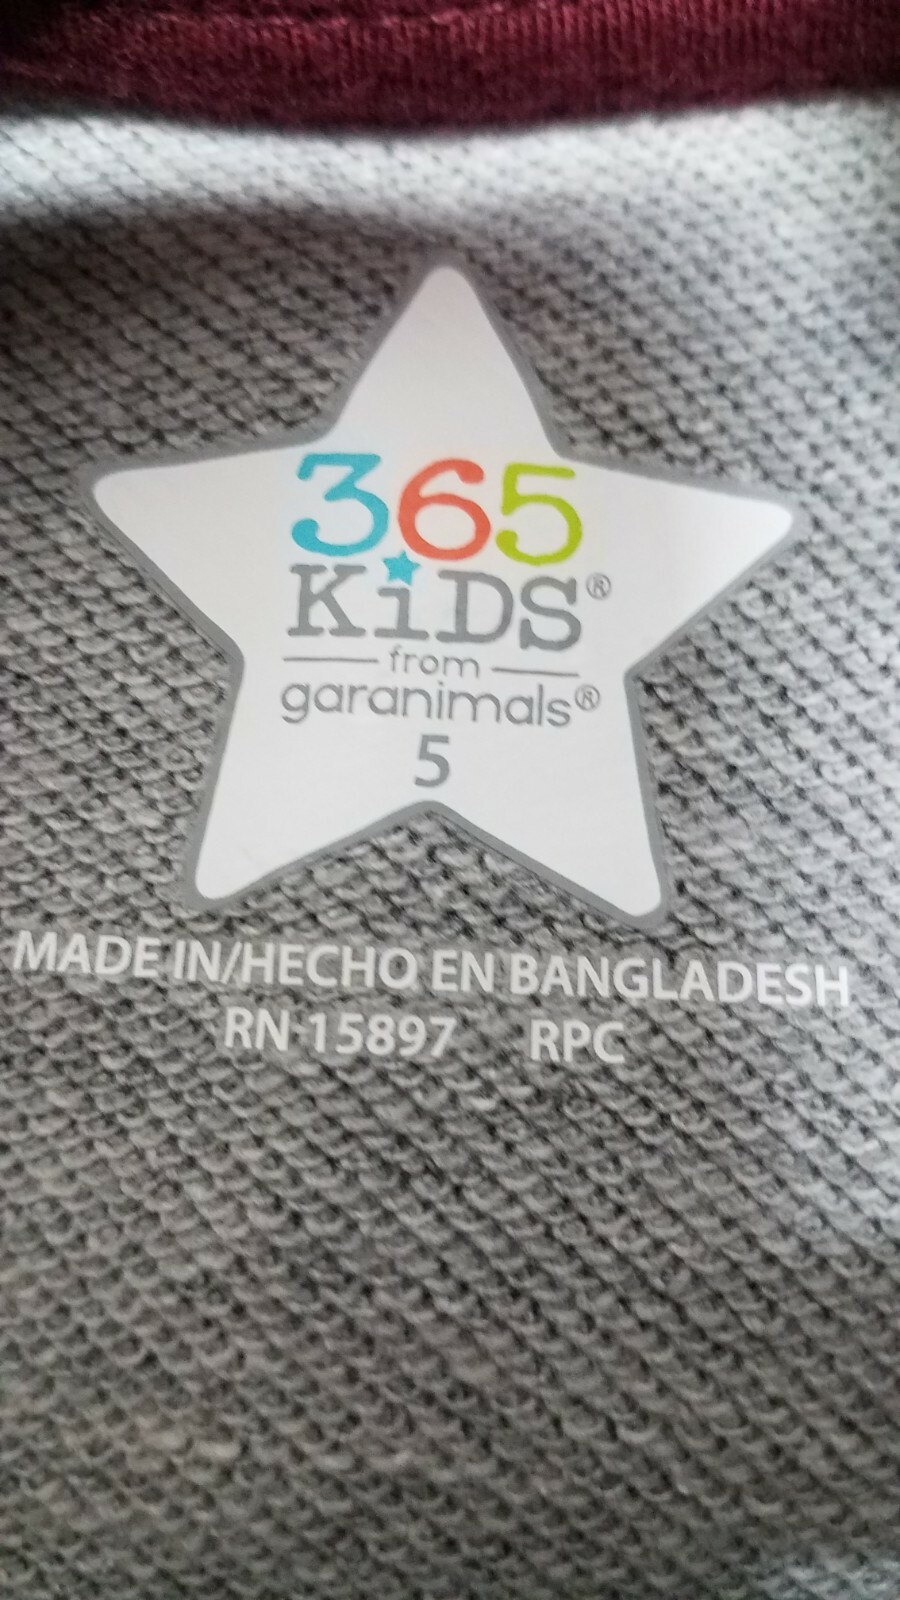 365
KiDS®
from
garanimals®
5
MADE IN/HECHO EN BANGLADESH
RN 15897 RPC